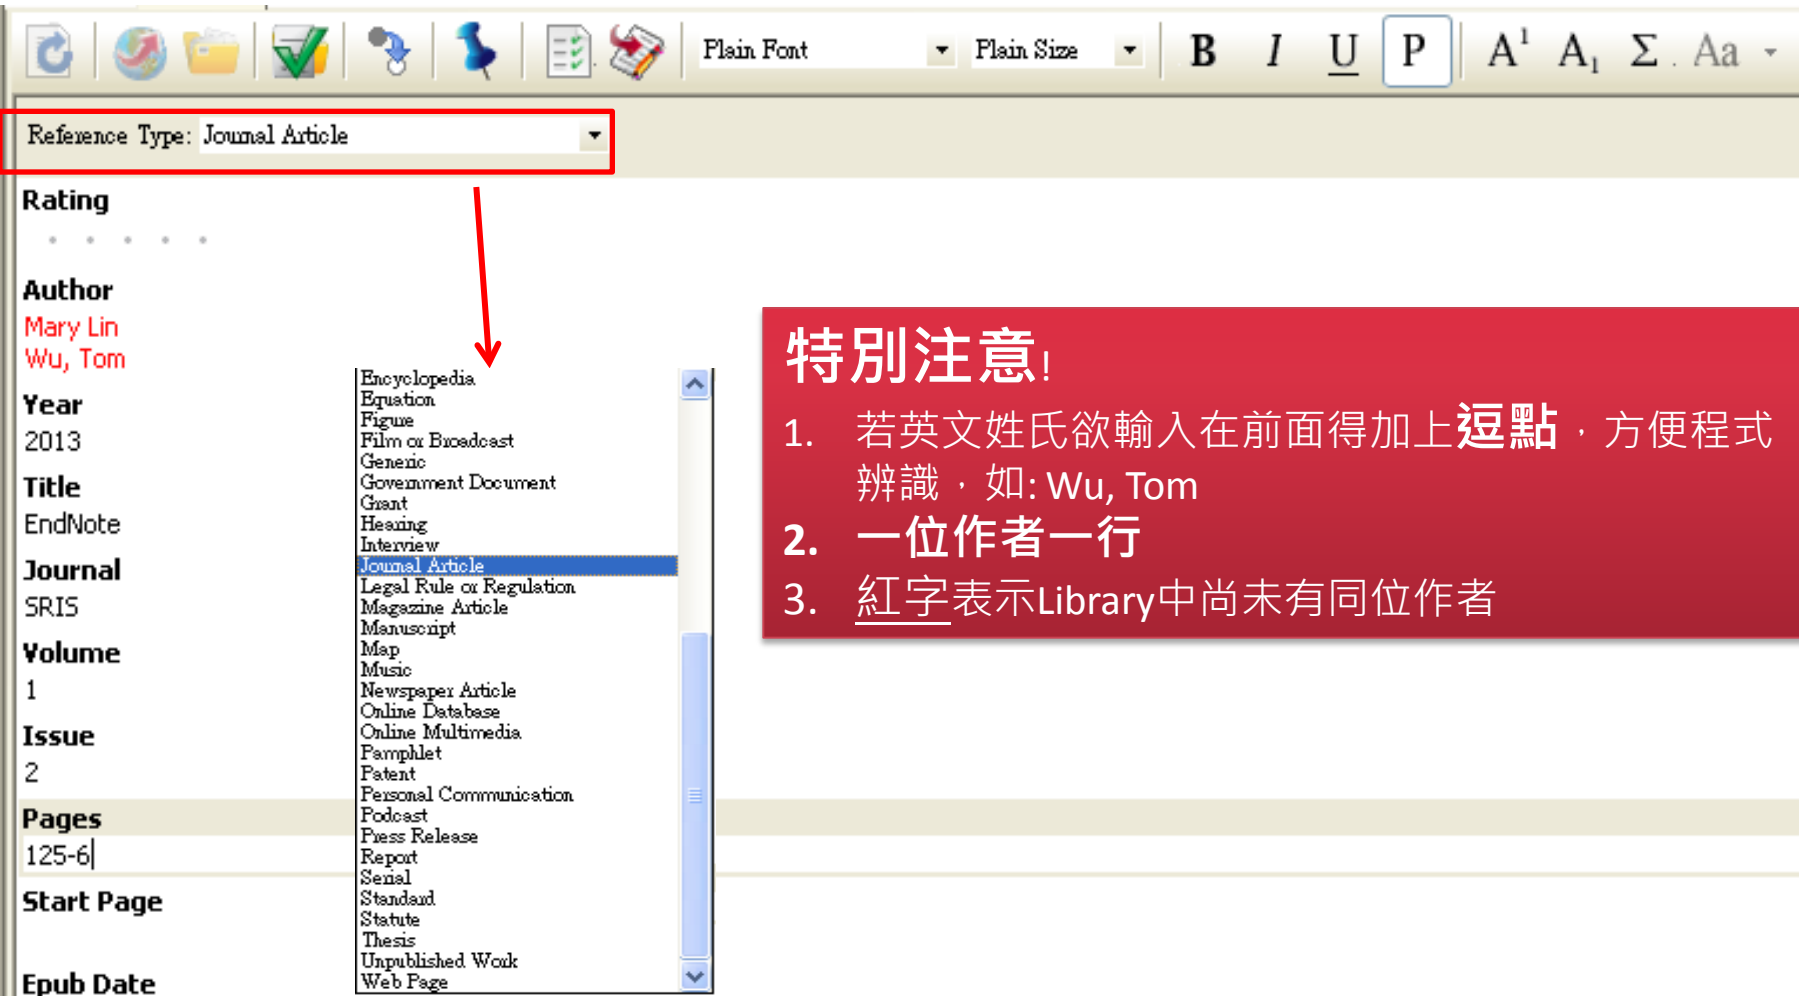 Plain Font
Plain Size
B I U P A¹ A₁ Σ Aa
Reference Type: Journal Article
Rating
Author
Mary Lin
Wu, Tom
Year
2013
Title
EndNote
Journal
SRIS
Volume
1
Issue
2
Pages
125-6
Start Page
Epub Date
Encyclopedia
Equation
Figure
Film or Broadcast
Generic
Government Document
Grant
Hearing
Interview
Journal Article
Legal Rule or Regulation
Magazine Article
Manuscript
Map
Music
Newspaper Article
Online Database
Online Multimedia
Pamphlet
Patent
Personal Communication
Podcast
Press Release
Report
Serial
Standard
Statute
Thesis
Unpublished Work
Web Page
特別注意!
1. 若英文姓氏欲輸入在前面得加上逗點，方便程式
辨識，如: Wu, Tom
2. 一位作者一行
3. 紅字表示Library中尚未有同位作者